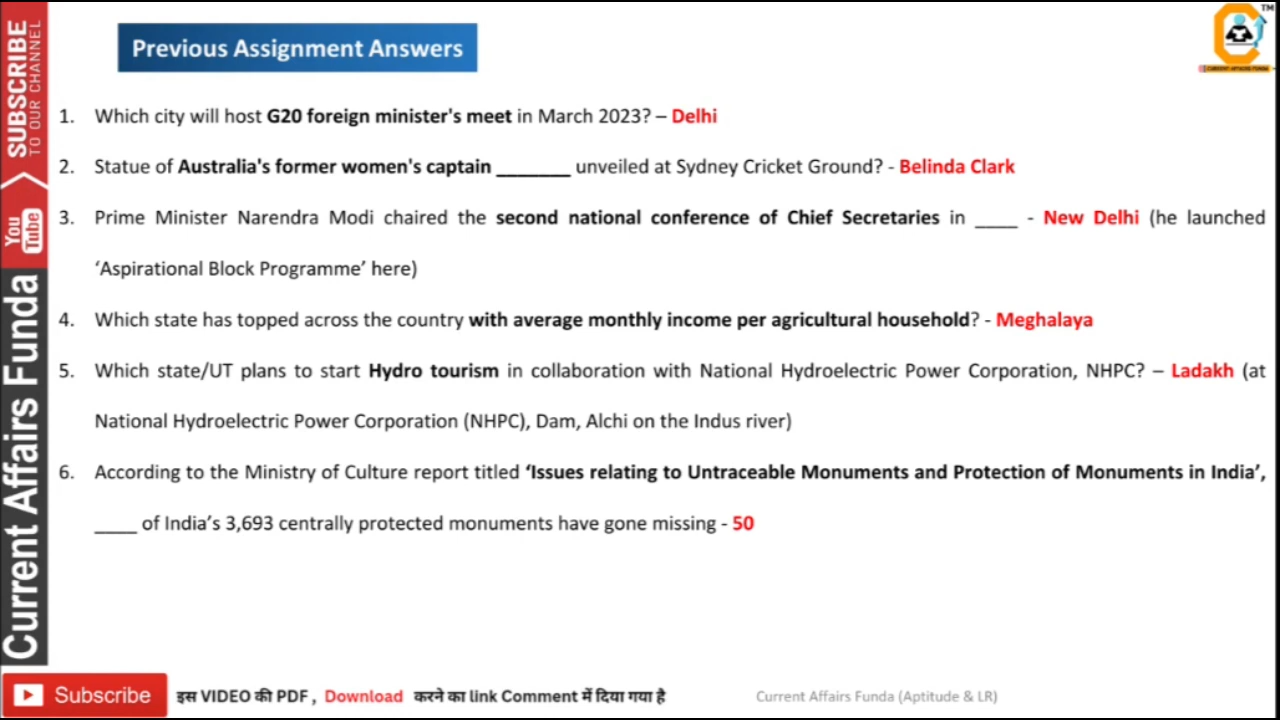 Previous Assignment Answers
TM
CURRENT AFFAIRS FUNDA
SUBSCRIBE
TO OUR CHANNEL
You
Tube
Current Affairs Funda
1. Which city will host G20 foreign minister's meet in March 2023? – Delhi
2. Statue of Australia's former women's captain _______ unveiled at Sydney Cricket Ground? - Belinda Clark
3. Prime Minister Narendra Modi chaired the second national conference of Chief Secretaries in ____ - New Delhi (he launched
‘Aspirational Block Programme’ here)
4. Which state has topped across the country with average monthly income per agricultural household? - Meghalaya
5. Which state/UT plans to start Hydro tourism in collaboration with National Hydroelectric Power Corporation, NHPC? – Ladakh (at
National Hydroelectric Power Corporation (NHPC), Dam, Alchi on the Indus river)
6. According to the Ministry of Culture report titled ‘Issues relating to Untraceable Monuments and Protection of Monuments in India’,
____ of India’s 3,693 centrally protected monuments have gone missing - 50
Subscribe
इस VIDEO की PDF , Download करने का link Comment में दिया गया है
Current Affairs Funda (Aptitude & LR)